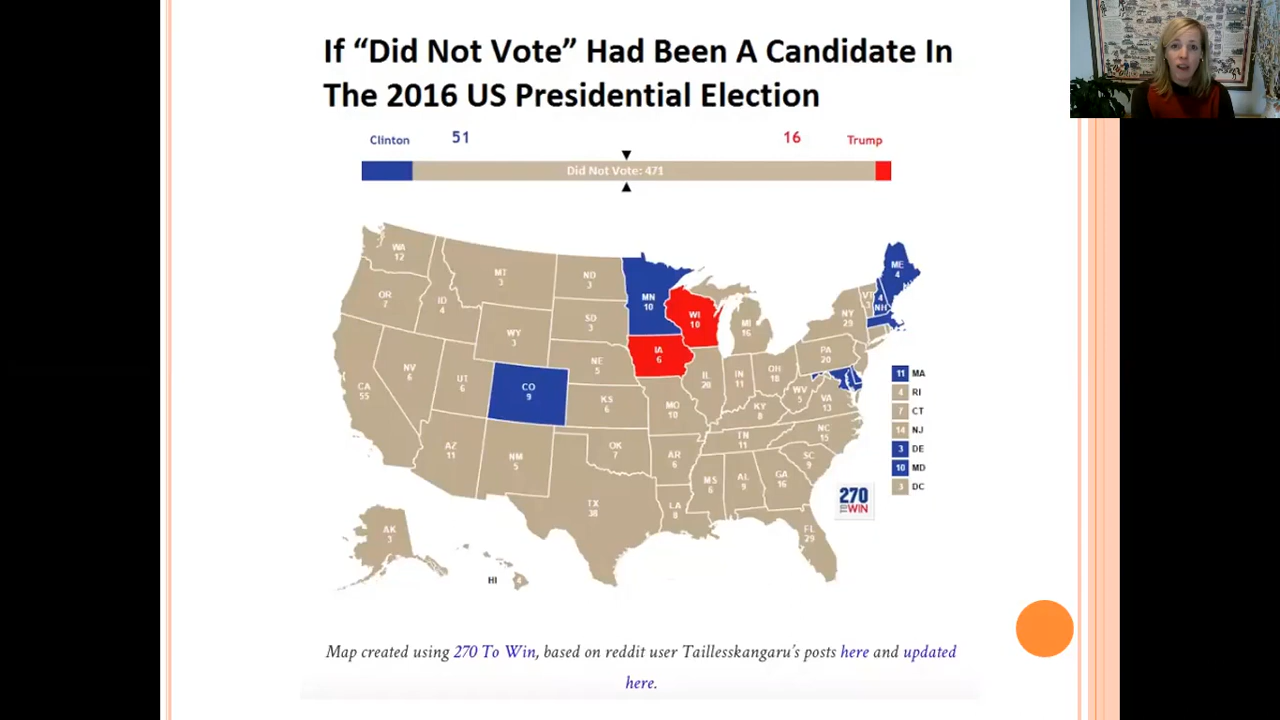 If “Did Not Vote” Had Been A Candidate In
The 2016 US Presidential Election
Clinton 51 16 Trump
Did Not Vote: 471
WA
12
MT
3
ND
3
MN
10
ME
4
OR
7
ID
4
SD
3
WI
10
MI
16
VT
3
4
NH
NY
29
WY
3
IA
6
NE
5
PA
20
NV
6
UT
6
CO
9
IL
20
IN
11
OH
18
WV
5
VA
13
CA
55
KS
6
MO
10
KY
8
NC
15
TN
11
AZ
11
NM
5
OK
7
AR
6
SC
9
MS
6
AL
9
GA
16
TX
38
LA
8
FL
29
AK
3
HI 4
11 MA
4 RI
7 CT
14 NJ
3 DE
10 MD
3 DC
270
TO WIN
Map created using 270 To Win, based on reddit user Taillesskangaru’s posts here and updated
here.